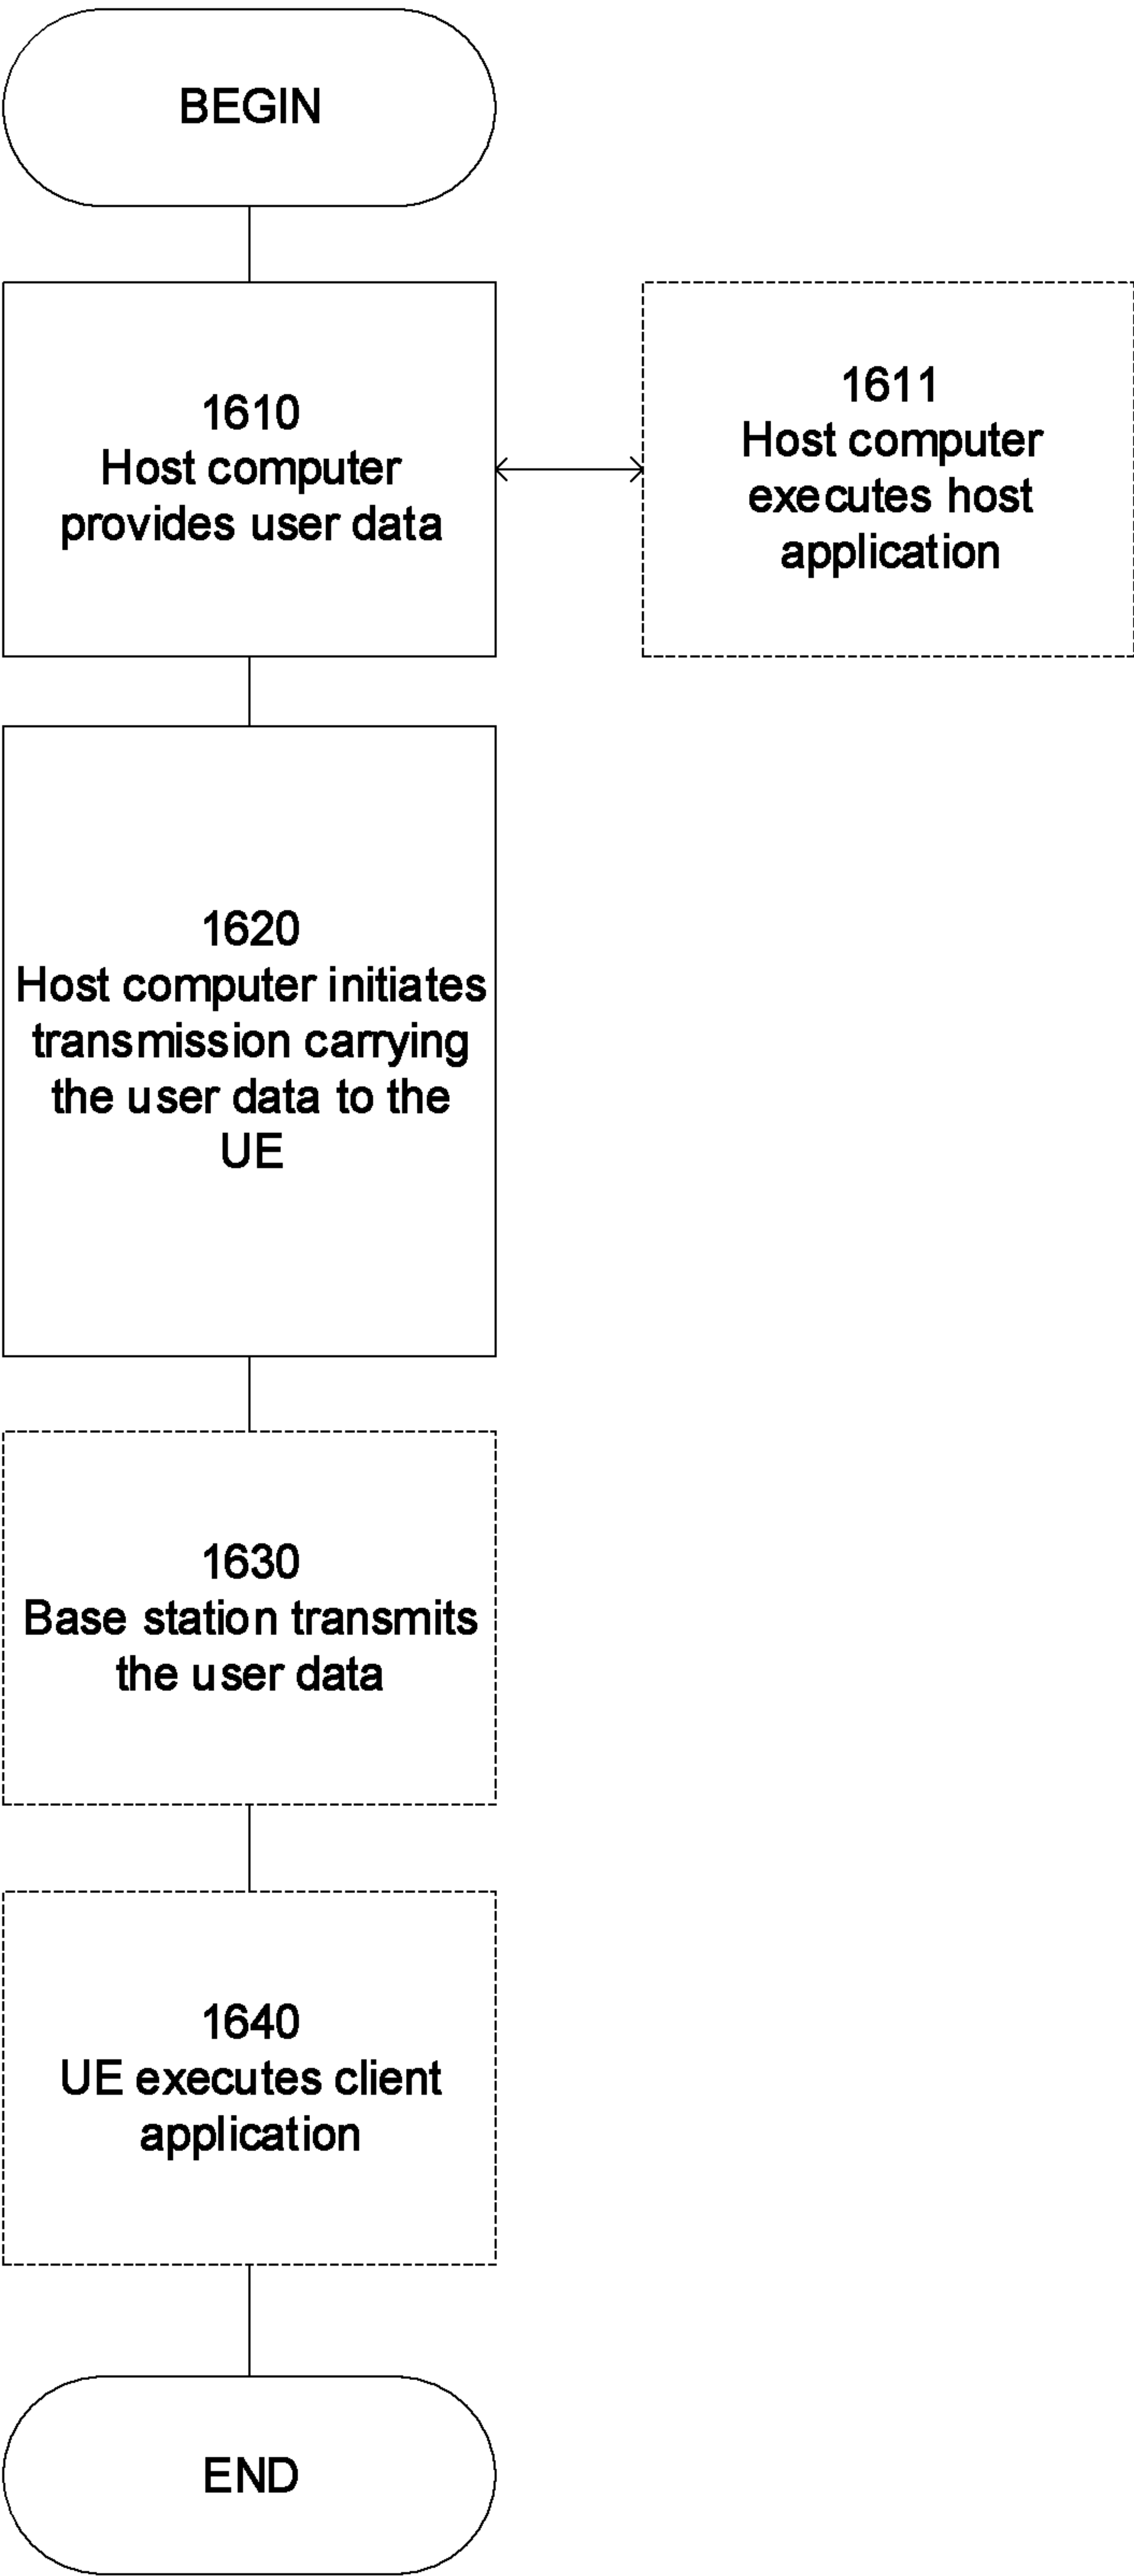 BEGIN
1610
Host computer
provides user data
1611
Host computer
executes host
application
1620
Host computer initiates
transmission carrying
the user data to the
UE
1630
Base station transmits
the user data
1640
UE executes client
application
END